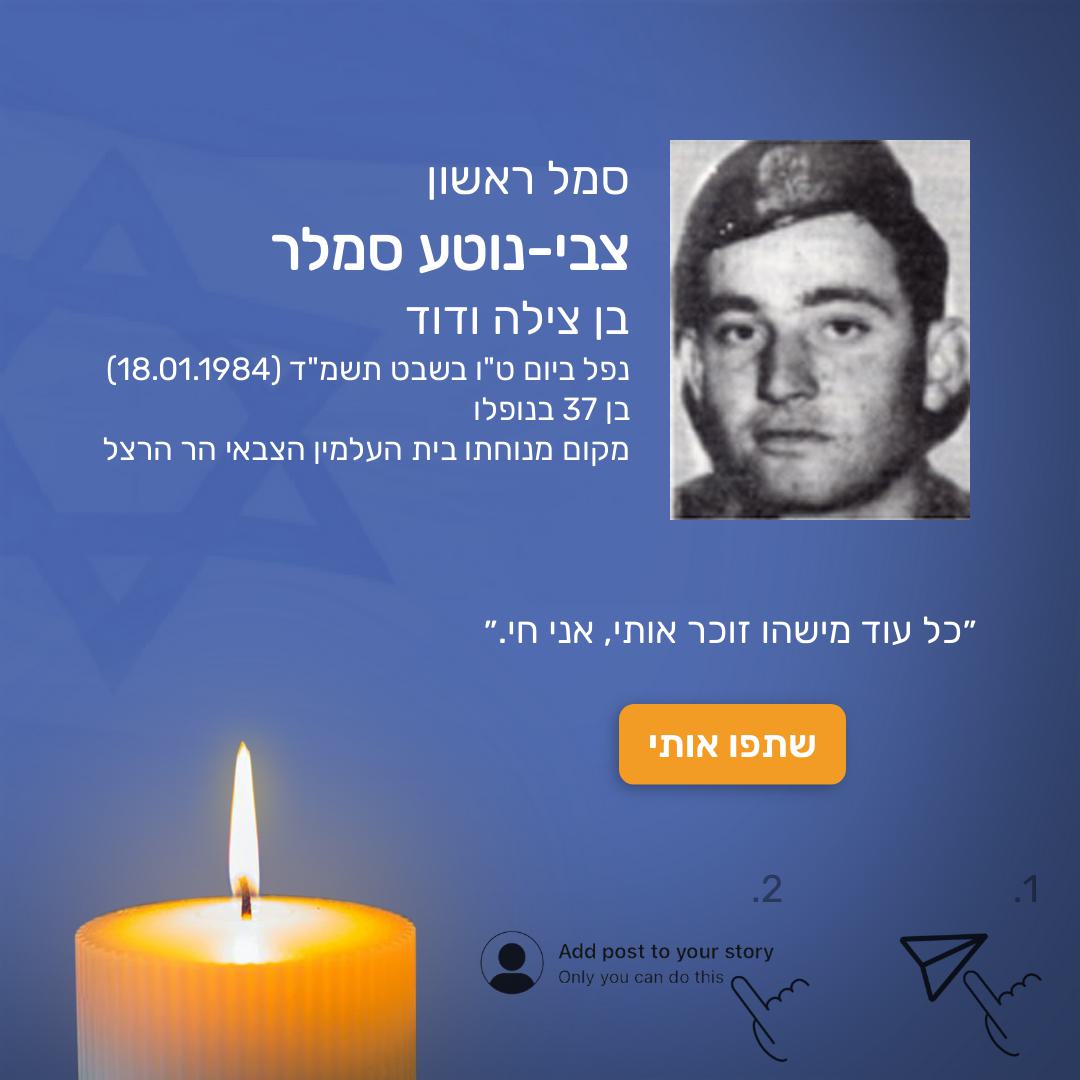 סמל ראשון
צבי-נוטע סמלר
בן צילה ודוד
נפל ביום ט"ו בשבט תשמ"ד (18.01.1984)
בן 37 בנופלו
מקום מנוחתו בית העלמין הצבאי הר הרצל
״כל עוד מישהו זוכר אותי, אני חי.״
שתפו אותי
.1
.2
Add post to your story
Only you can do this